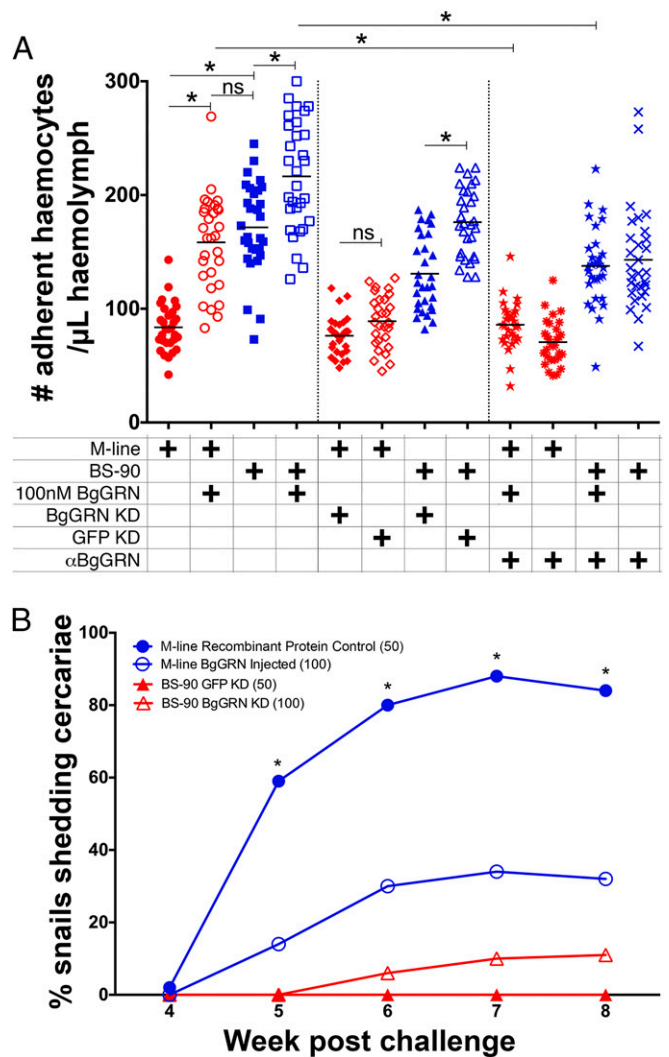 A
*
*
*
ns
*
*
*
ns
*
300
200
100
0
# adherent haemocytes
/μL haemolymph
M-line + + + + + +
BS-90 + + + + + +
100nM BgGRN + + + +
BgGRN KD + +
GFP KD + +
αBgGRN + + + +
B
100
80
60
40
20
0
% snails shedding cercariae
M-line Recombinant Protein Control (50)
M-line BgGRN Injected (100)
BS-90 GFP KD (50)
BS-90 BgGRN KD (100)
* * * *
4 5 6 7 8
Week post challenge